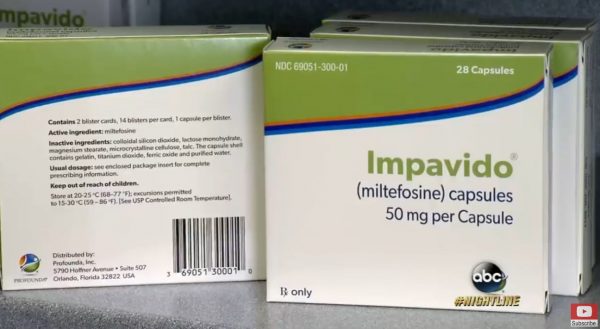 Impavido®
Contains 2 blister cards, 14 blisters per card, 1 capsule per blister.
Active ingredient: miltefosine
Inactive ingredients: colloidal silicon dioxide, lactose monohydrate,
magnesium stearate, microcrystalline cellulose, talc. The capsule shell
contains gelatin, titanium dioxide, ferric oxide and purified water.
Usual dosage: see enclosed package insert for complete
prescribing information.
Keep out of reach of children.
Store at 20-25 °C (68-77 °F); excursions permitted
to 15-30 °C (59 – 86 °F). [See USP Controlled Room Temperature].
Distributed by:
Profounda, Inc.
5790 Hoffner Avenue • Suite 507
Orlando, Florida 32822 USA
PROFOUNDA
3 69051 30001 0
NDC 69051-300-01
28 Capsules
Impavido®
(miltefosine) capsules
50 mg per Capsule
℞ only
abc
#NIGHTLINE
Subscribe